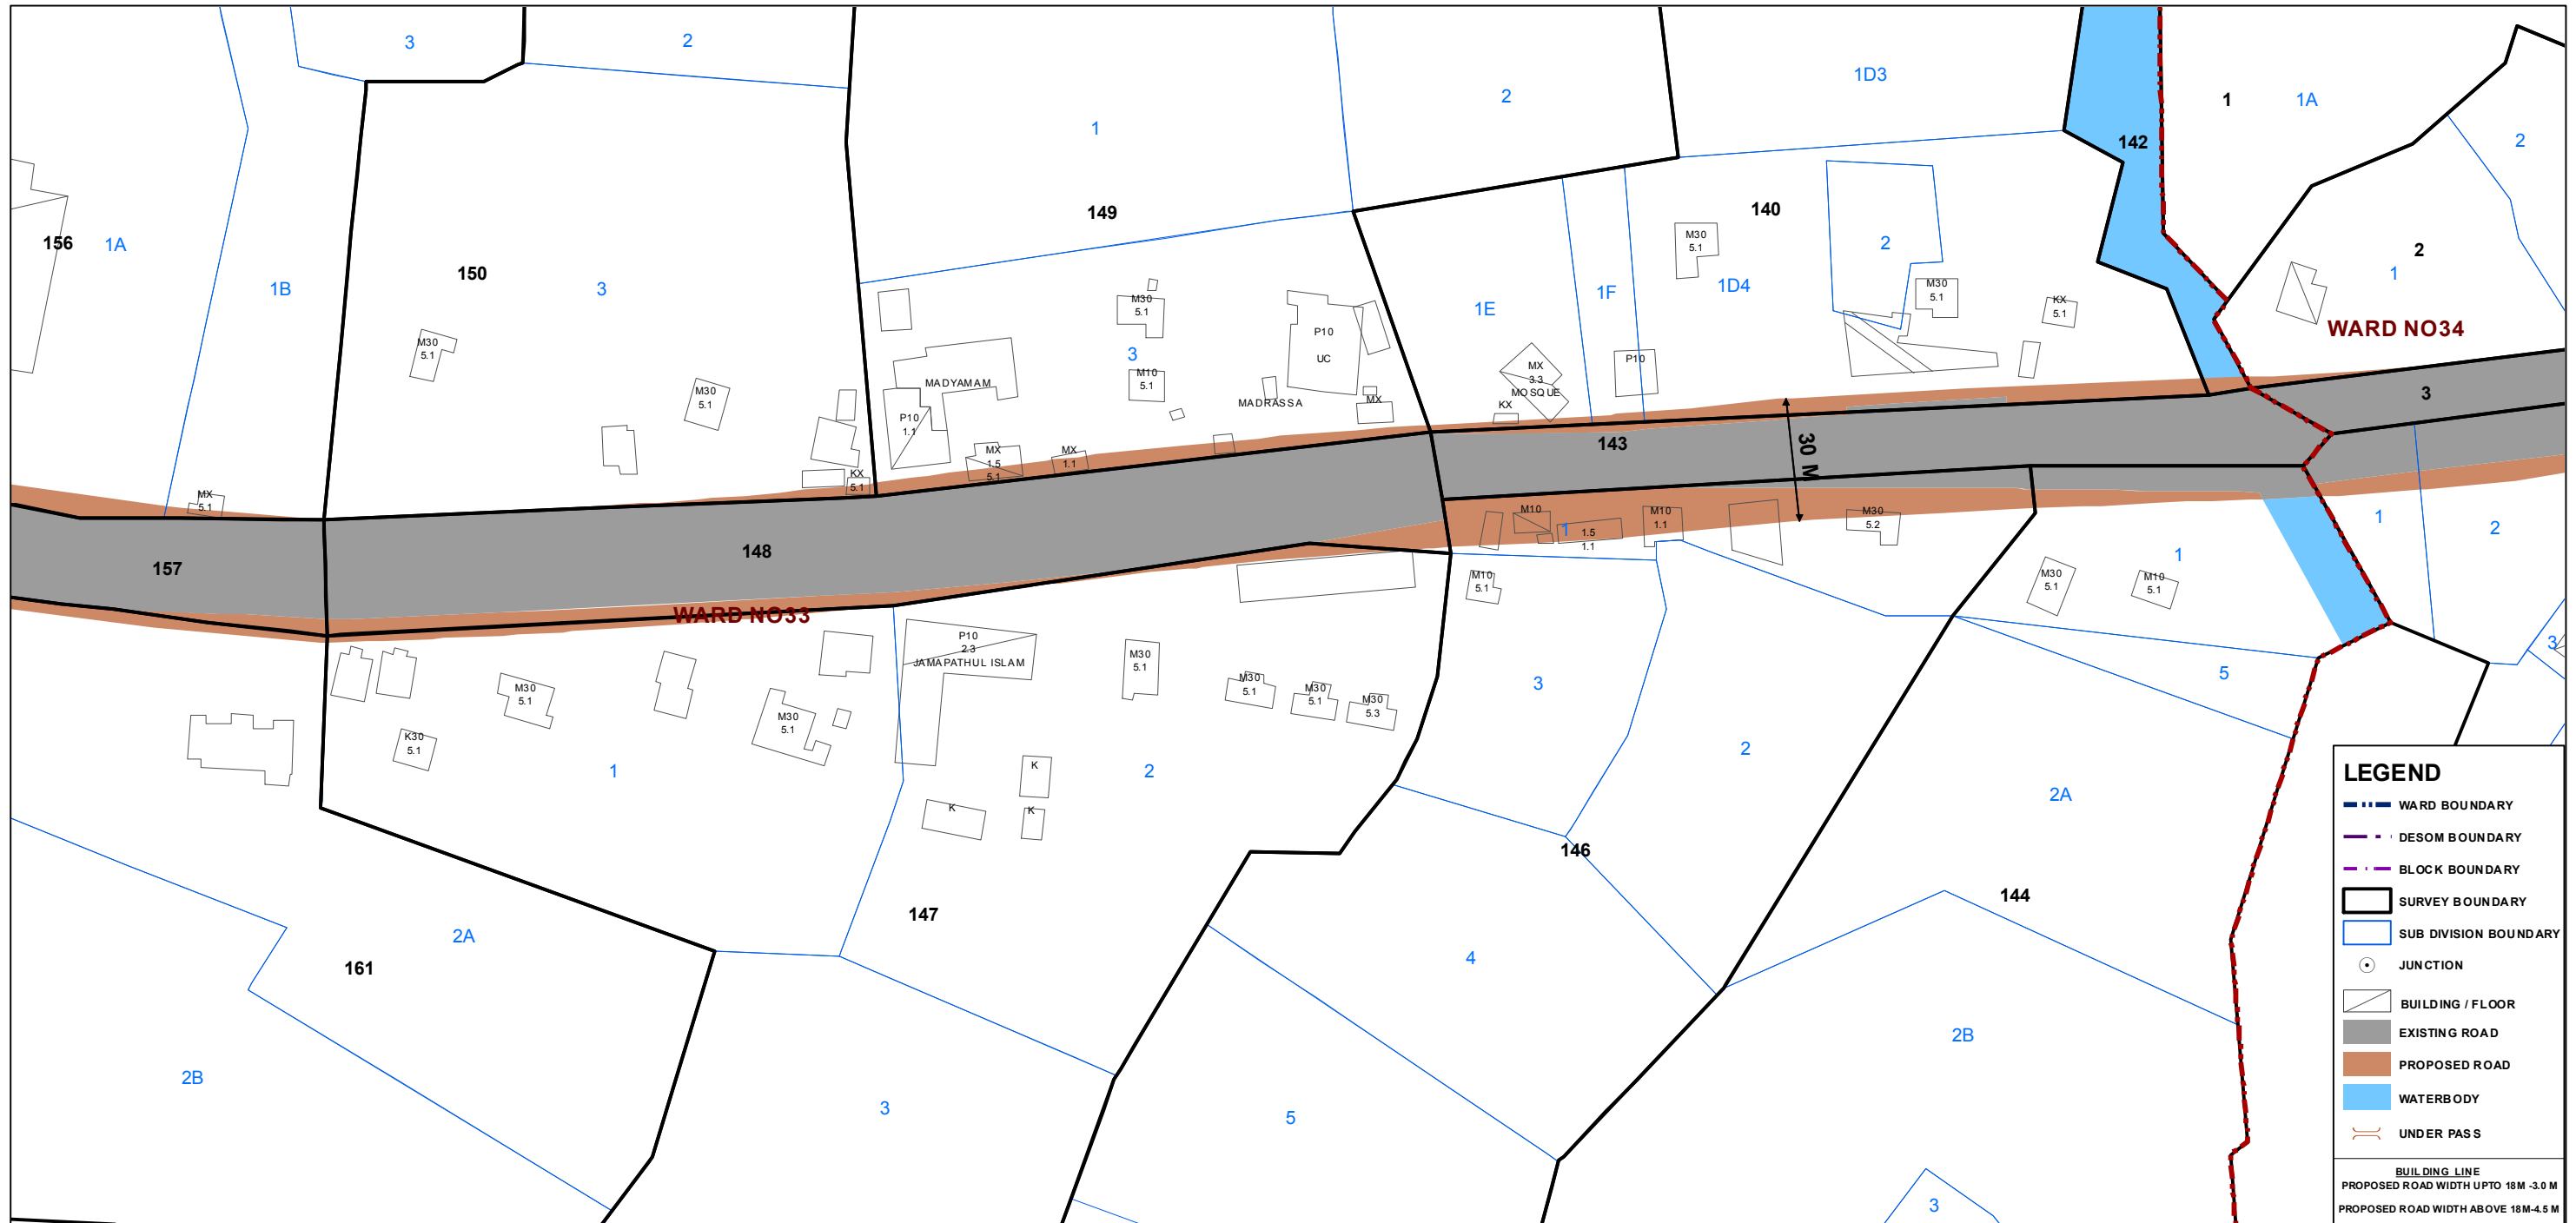 3
2
1
2
1D3
1
1A
142
2
156
1A
1B
150
3
149
140
2
2
1
1E
1F
1D4
M30
5.1
M30
5.1
KX
5.1
WARD NO34
M30
5.1
M30
5.1
M30
5.1
3
M10
5.1
P10
UC
MADYAMAM
MADRASSA
MX
P10
1.1
MX
3.3
MOSQUE
KX
P10
3
MX
5.1
KX
5.1
MX
1.5
5.1
MX
1.1
143
30 M
157
148
M10
1
1.5
1.1
M10
1.1
M30
5.2
1
2
1
M10
5.1
M30
5.1
M10
5.1
WARD NO33
P10
2.3
JAMAPATHUL ISLAM
M30
5.1
M30
5.1
M30
5.1
M30
5.3
3
5
3
M30
5.1
M30
5.1
K30
5.1
1
K
K
K
2
2
2A
146
144
147
2A
161
4
2B
2B
3
5
3
LEGEND
WARD BOUNDARY
DESOM BOUNDARY
BLOCK BOUNDARY
SURVEY BOUNDARY
SUB DIVISION BOUNDARY
JUNCTION
BUILDING / FLOOR
EXISTING ROAD
PROPOSED ROAD
WATERBODY
UNDER PASS
BUILDING LINE
PROPOSED ROAD WIDTH UPTO 18M -3.0 M
PROPOSED ROAD WIDTH ABOVE 18M-4.5 M